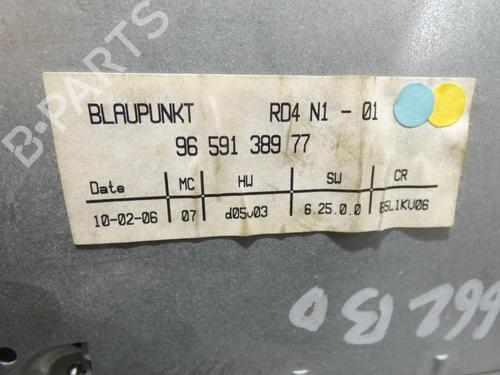 B-PARTS
BLAUPUNKT RD4 N1 - 01
96 591 389 77
Date MC HW SW CR
10-02-06 07 d05v03 6.25.0.0 B5L1KU06